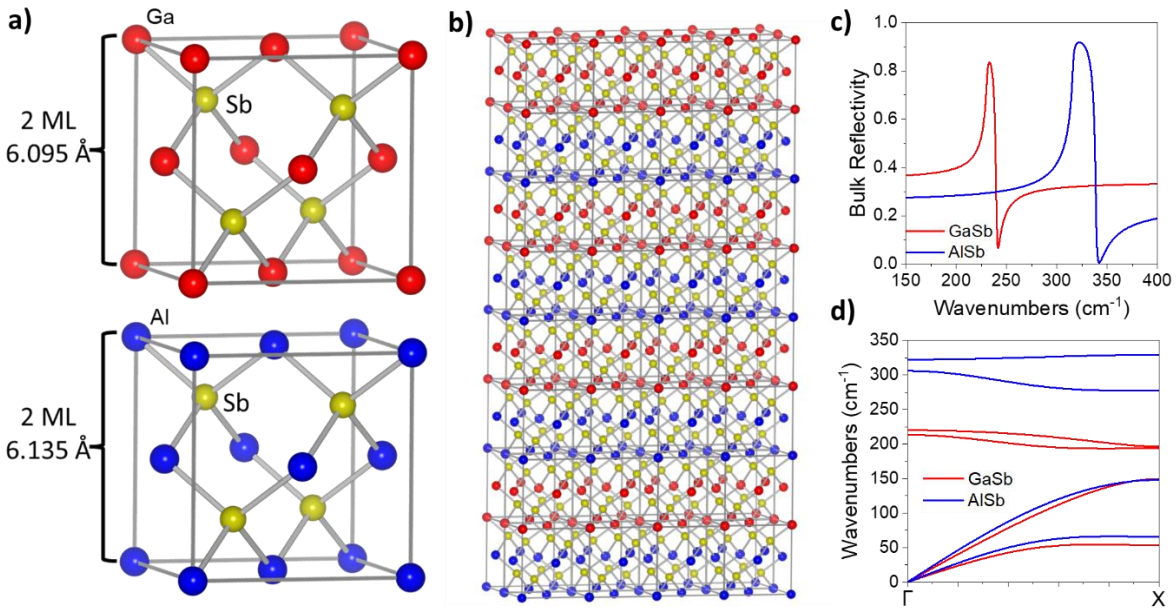 a)
Ga
Sb
2 ML
6.095 Å
Al
Sb
2 ML
6.135 Å
b)
c)
1.0
0.8
0.6
0.4
0.2
0.0
Bulk Reflectivity
GaSb
AlSb
150
200
250
300
350
400
Wavenumbers (cm-1)
d)
350
300
250
200
150
100
50
0
Wavenumbers (cm-1)
GaSb
AlSb
Γ
X